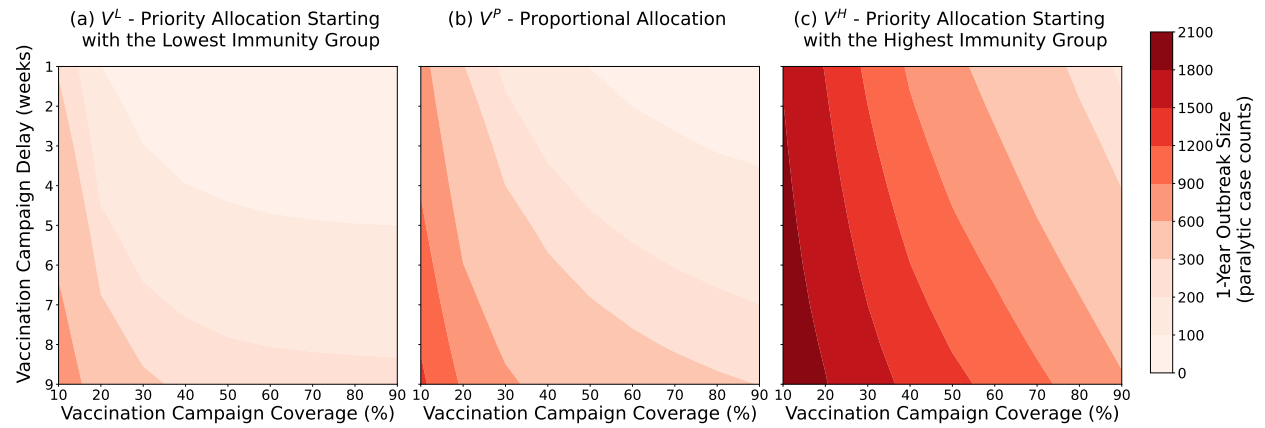 (a) V^L - Priority Allocation Starting
with the Lowest Immunity Group
(b) V^P - Proportional Allocation
(c) V^H - Priority Allocation Starting
with the Highest Immunity Group
Vaccination Campaign Delay (weeks)
1
2
3
4
5
6
7
8
9
10 20 30 40 50 60 70 80 90
Vaccination Campaign Coverage (%)
10 20 30 40 50 60 70 80 90
Vaccination Campaign Coverage (%)
10 20 30 40 50 60 70 80 90
Vaccination Campaign Coverage (%)
2100
1800
1500
1200
900
600
300
200
100
0
1-Year Outbreak Size
(paralytic case counts)